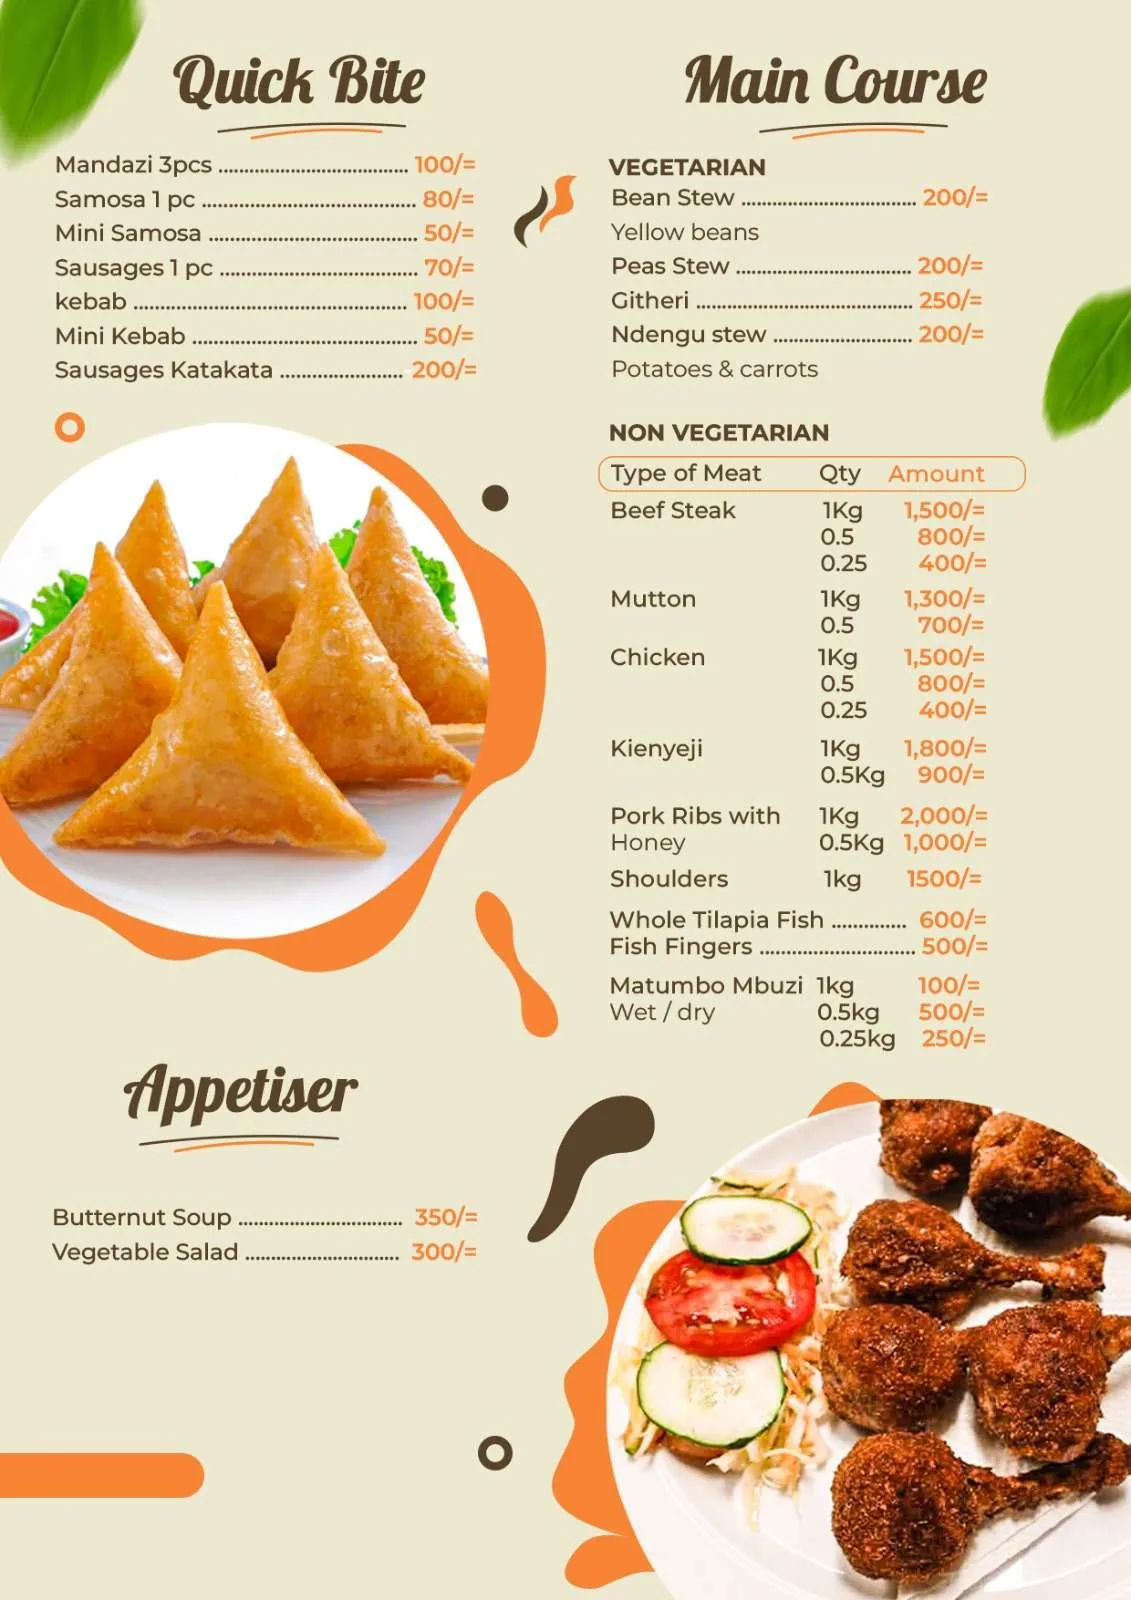 Quick Bite
Mandazi 3pcs ..................................... 100/=
Samosa 1 pc ......................................... 80/=
Mini Samosa ........................................ 50/=
Sausages 1 pc ...................................... 70/=
kebab ..................................................... 100/=
Mini Kebab ........................................... 50/=
Sausages Katakata ........................ 200/=
Appetiser
Butternut Soup ................................ 350/=
Vegetable Salad .............................. 300/=
Main Course
VEGETARIAN
Bean Stew .................................. 200/=
Yellow beans
Peas Stew .................................. 200/=
Githeri .......................................... 250/=
Ndengu stew ........................... 200/=
Potatoes & carrots
NON VEGETARIAN
Type of Meat Qty Amount
Beef Steak 1Kg 1,500/=
0.5 800/=
0.25 400/=
Mutton 1Kg 1,300/=
0.5 700/=
Chicken 1Kg 1,500/=
0.5 800/=
0.25 400/=
Kienyeji 1Kg 1,800/=
0.5Kg 900/=
Pork Ribs with 1Kg 2,000/=
Honey 0.5Kg 1,000/=
Shoulders 1kg 1500/=
Whole Tilapia Fish .............. 600/=
Fish Fingers .............................. 500/=
Matumbo Mbuzi 1kg 100/=
Wet / dry 0.5kg 500/=
0.25kg 250/=